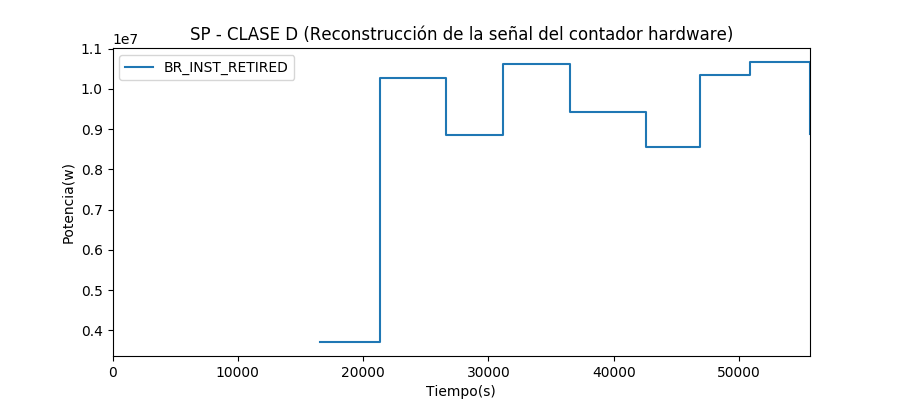 SP - CLASE D (Reconstrucción de la señal del contador hardware)
1e7
BR_INST_RETIRED
1.1
1.0
0.9
0.8
0.7
0.6
0.5
0.4
Potencia(w)
0 10000 20000 30000 40000 50000
Tiempo(s)